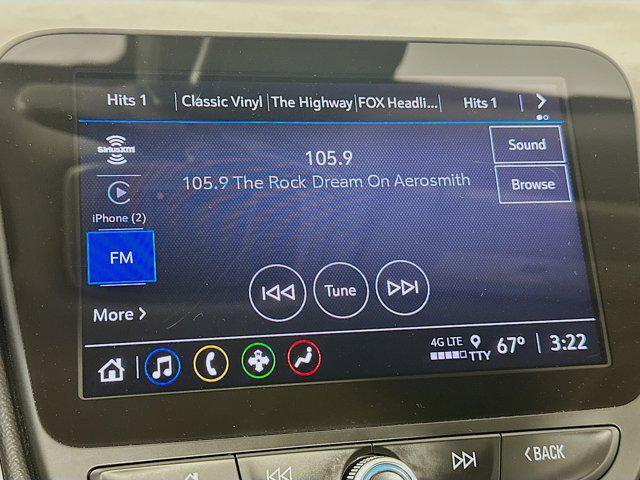 Hits 1 Classic Vinyl The Highway FOX Headli... Hits 1
SiriusXM
105.9
Sound
105.9 The Rock Dream On Aerosmith
Browse
iPhone (2)
FM
Tune
More
4G LTE
TTY
67° 3:22
BACK